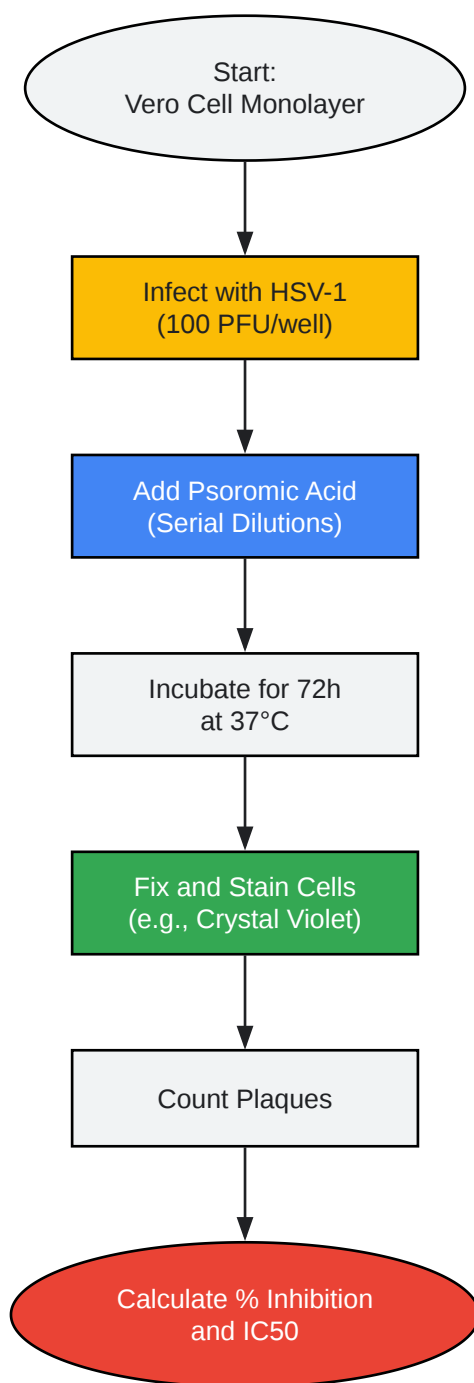 Start:
Vero Cell Monolayer
Infect with HSV-1
(100 PFU/well)
Add Psoromic Acid
(Serial Dilutions)
Incubate for 72h
at 37°C
Fix and Stain Cells
(e.g., Crystal Violet)
Count Plaques
Calculate % Inhibition
and IC50